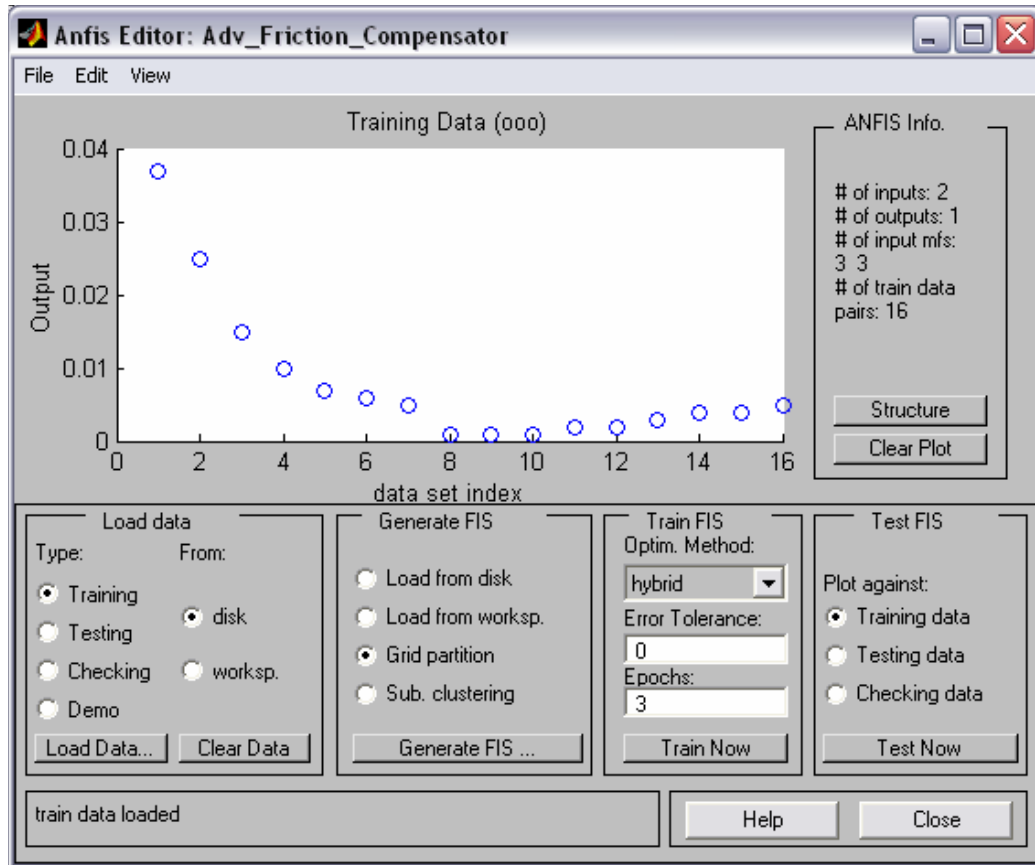 Anfis Editor: Adv_Friction_Compensator
File Edit View
Training Data (ooo)
0.04
0.03
0.02
0.01
0
Output
0 2 4 6 8 10 12 14 16
data set index
ANFIS Info.
# of inputs: 2
# of outputs: 1
# of input mfs:
3 3
# of train data
pairs: 16
Structure
Clear Plot
Load data
Type: From:
Training
Testing
Checking
Demo
disk
worksp.
Load Data... Clear Data
Generate FIS
Load from disk
Load from worksp.
Grid partition
Sub. clustering
Generate FIS ...
Train FIS
Optim. Method:
hybrid
Error Tolerance:
0
Epochs:
3
Train Now
Test FIS
Plot against:
Training data
Testing data
Checking data
Test Now
train data loaded
Help Close